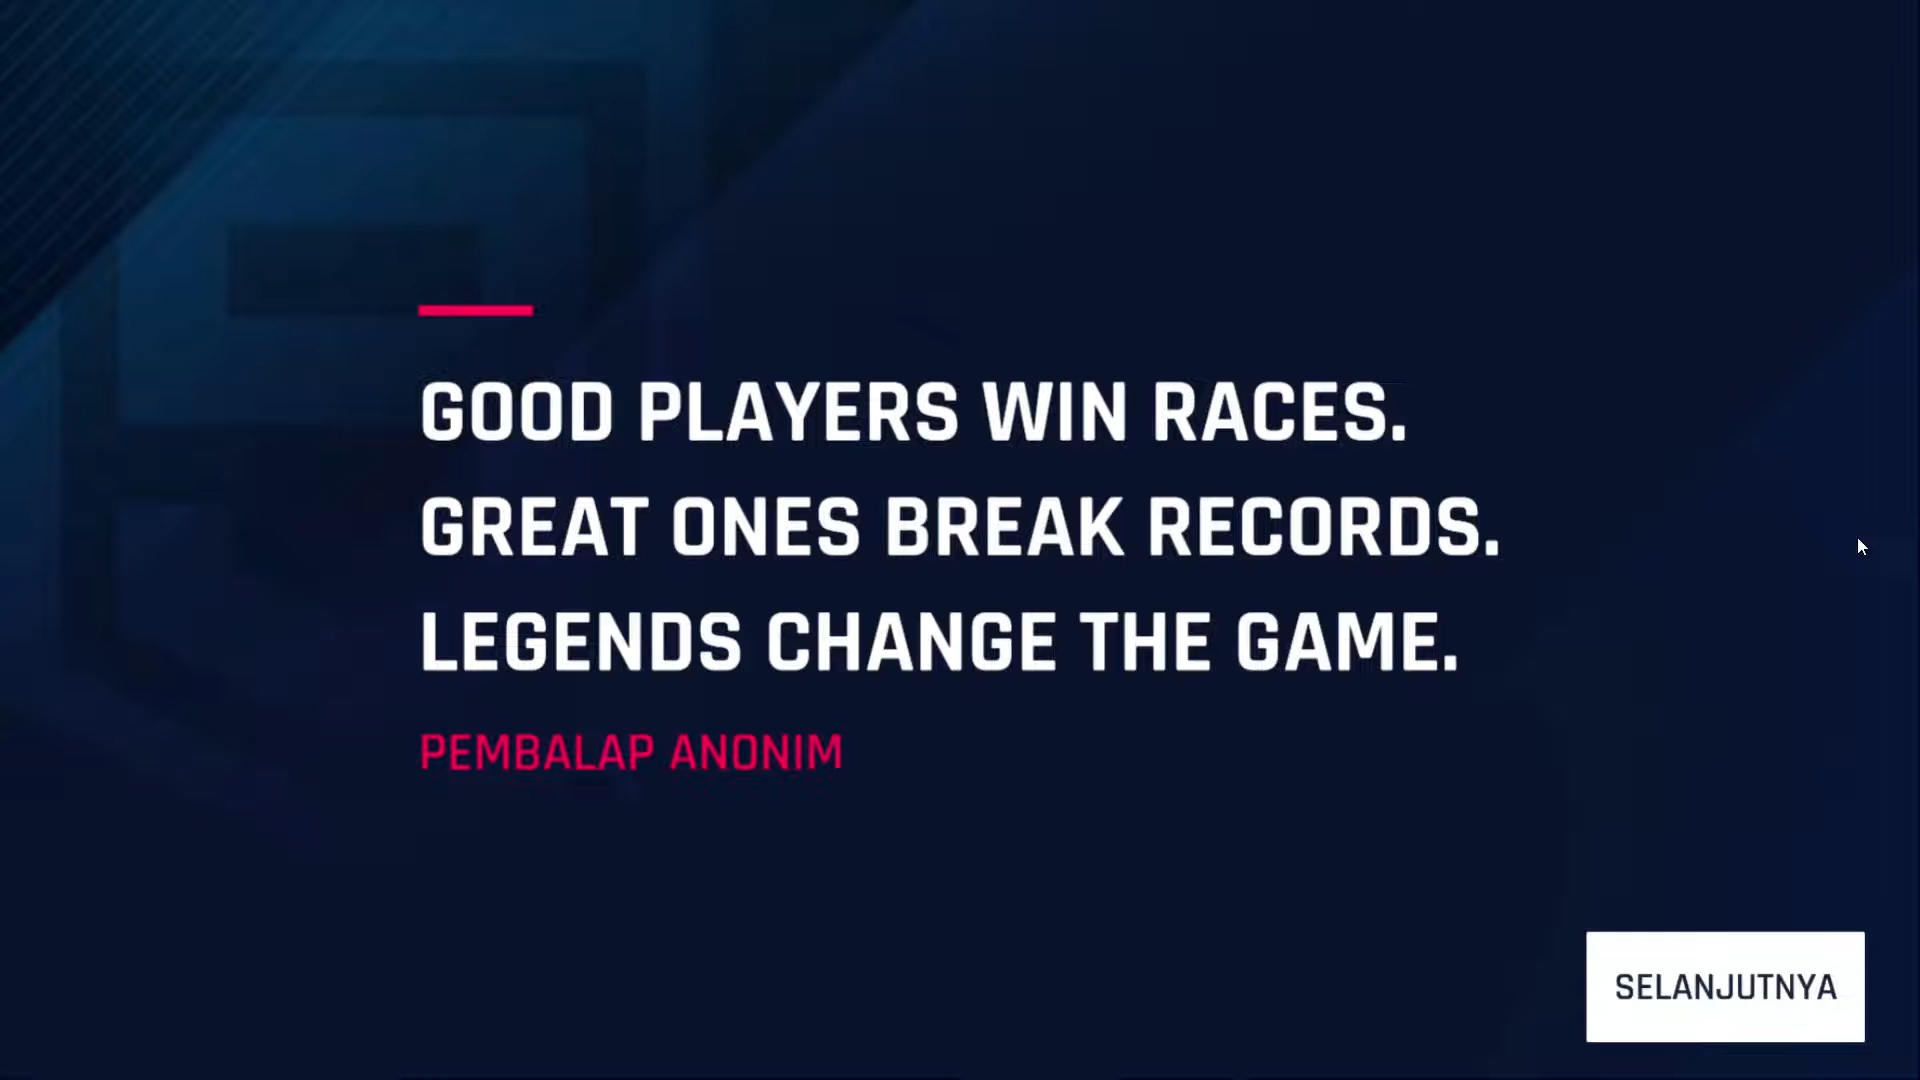 GOOD PLAYERS WIN RACES.
GREAT ONES BREAK RECORDS.
LEGENDS CHANGE THE GAME.
PEMBALAP ANONIM
SELANJUTNYA